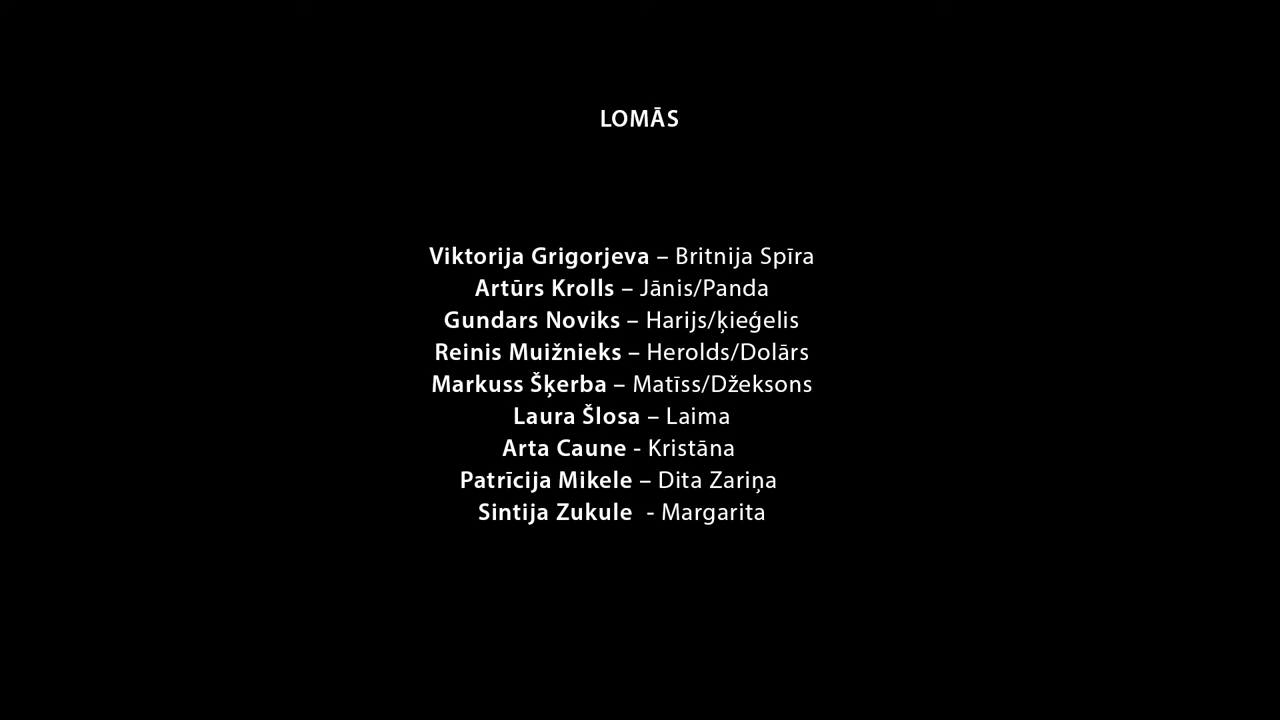 LOMĀS
Viktorija Grigorjeva – Britnija Spīra
Artūrs Krolls – Jānis/Panda
Gundars Noviks – Harijs/ķieģelis
Reinis Muižnieks – Herolds/Dolārs
Markuss Šķerba – Matīss/Džeksons
Laura Šlosa – Laima
Arta Caune - Kristāna
Patrīcija Mikele – Dita Zariņa
Sintija Zukule  - Margarita